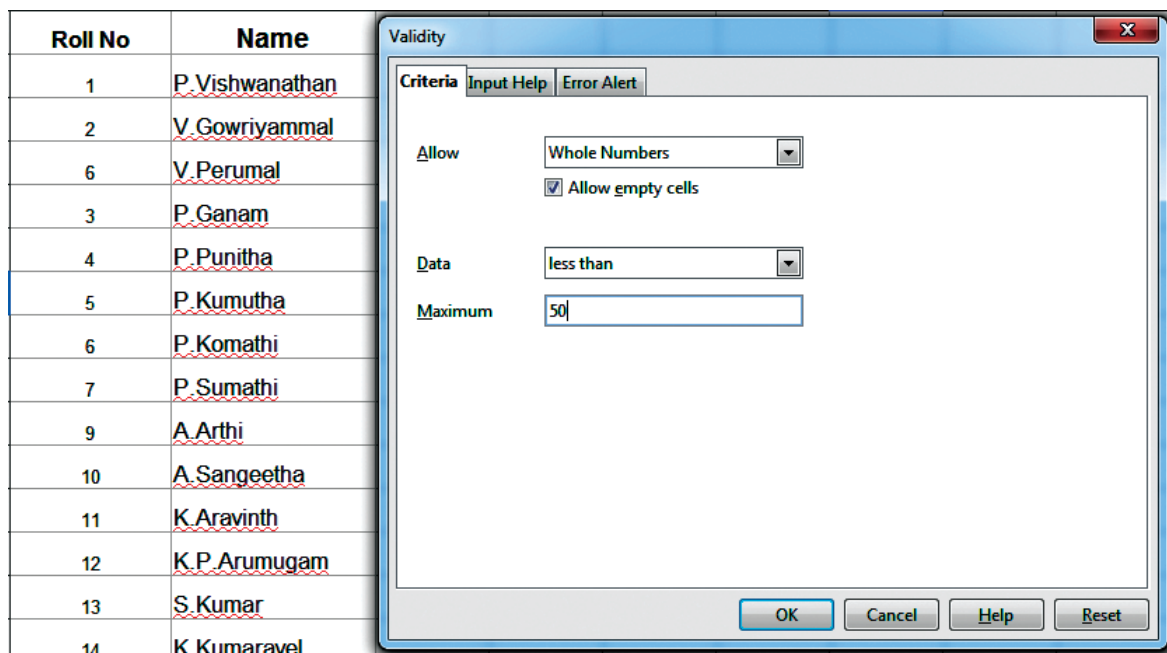 Roll No Name
1 P.Vishwanathan
2 V.Gowriyammal
6 V.Perumal
3 P.Ganam
4 P.Punitha
5 P.Kumutha
6 P.Komathi
7 P.Sumathi
9 A.Arthi
10 A.Sangeetha
11 K.Aravinth
12 K.P.Arumugam
13 S.Kumar
14 K.Kumaravel
Validity
Criteria Input Help Error Alert
Allow Whole Numbers
Allow empty cells
Data less than
Maximum 50
OK Cancel Help Reset